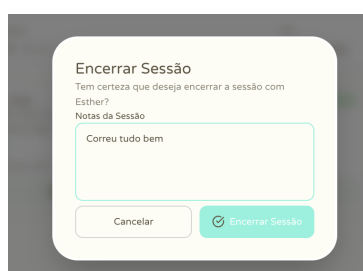 Encerrar Sessão
Tem certeza que deseja encerrar a sessão com
Esther?
Notas da Sessão
Correu tudo bem
Cancelar
Encerrar Sessão